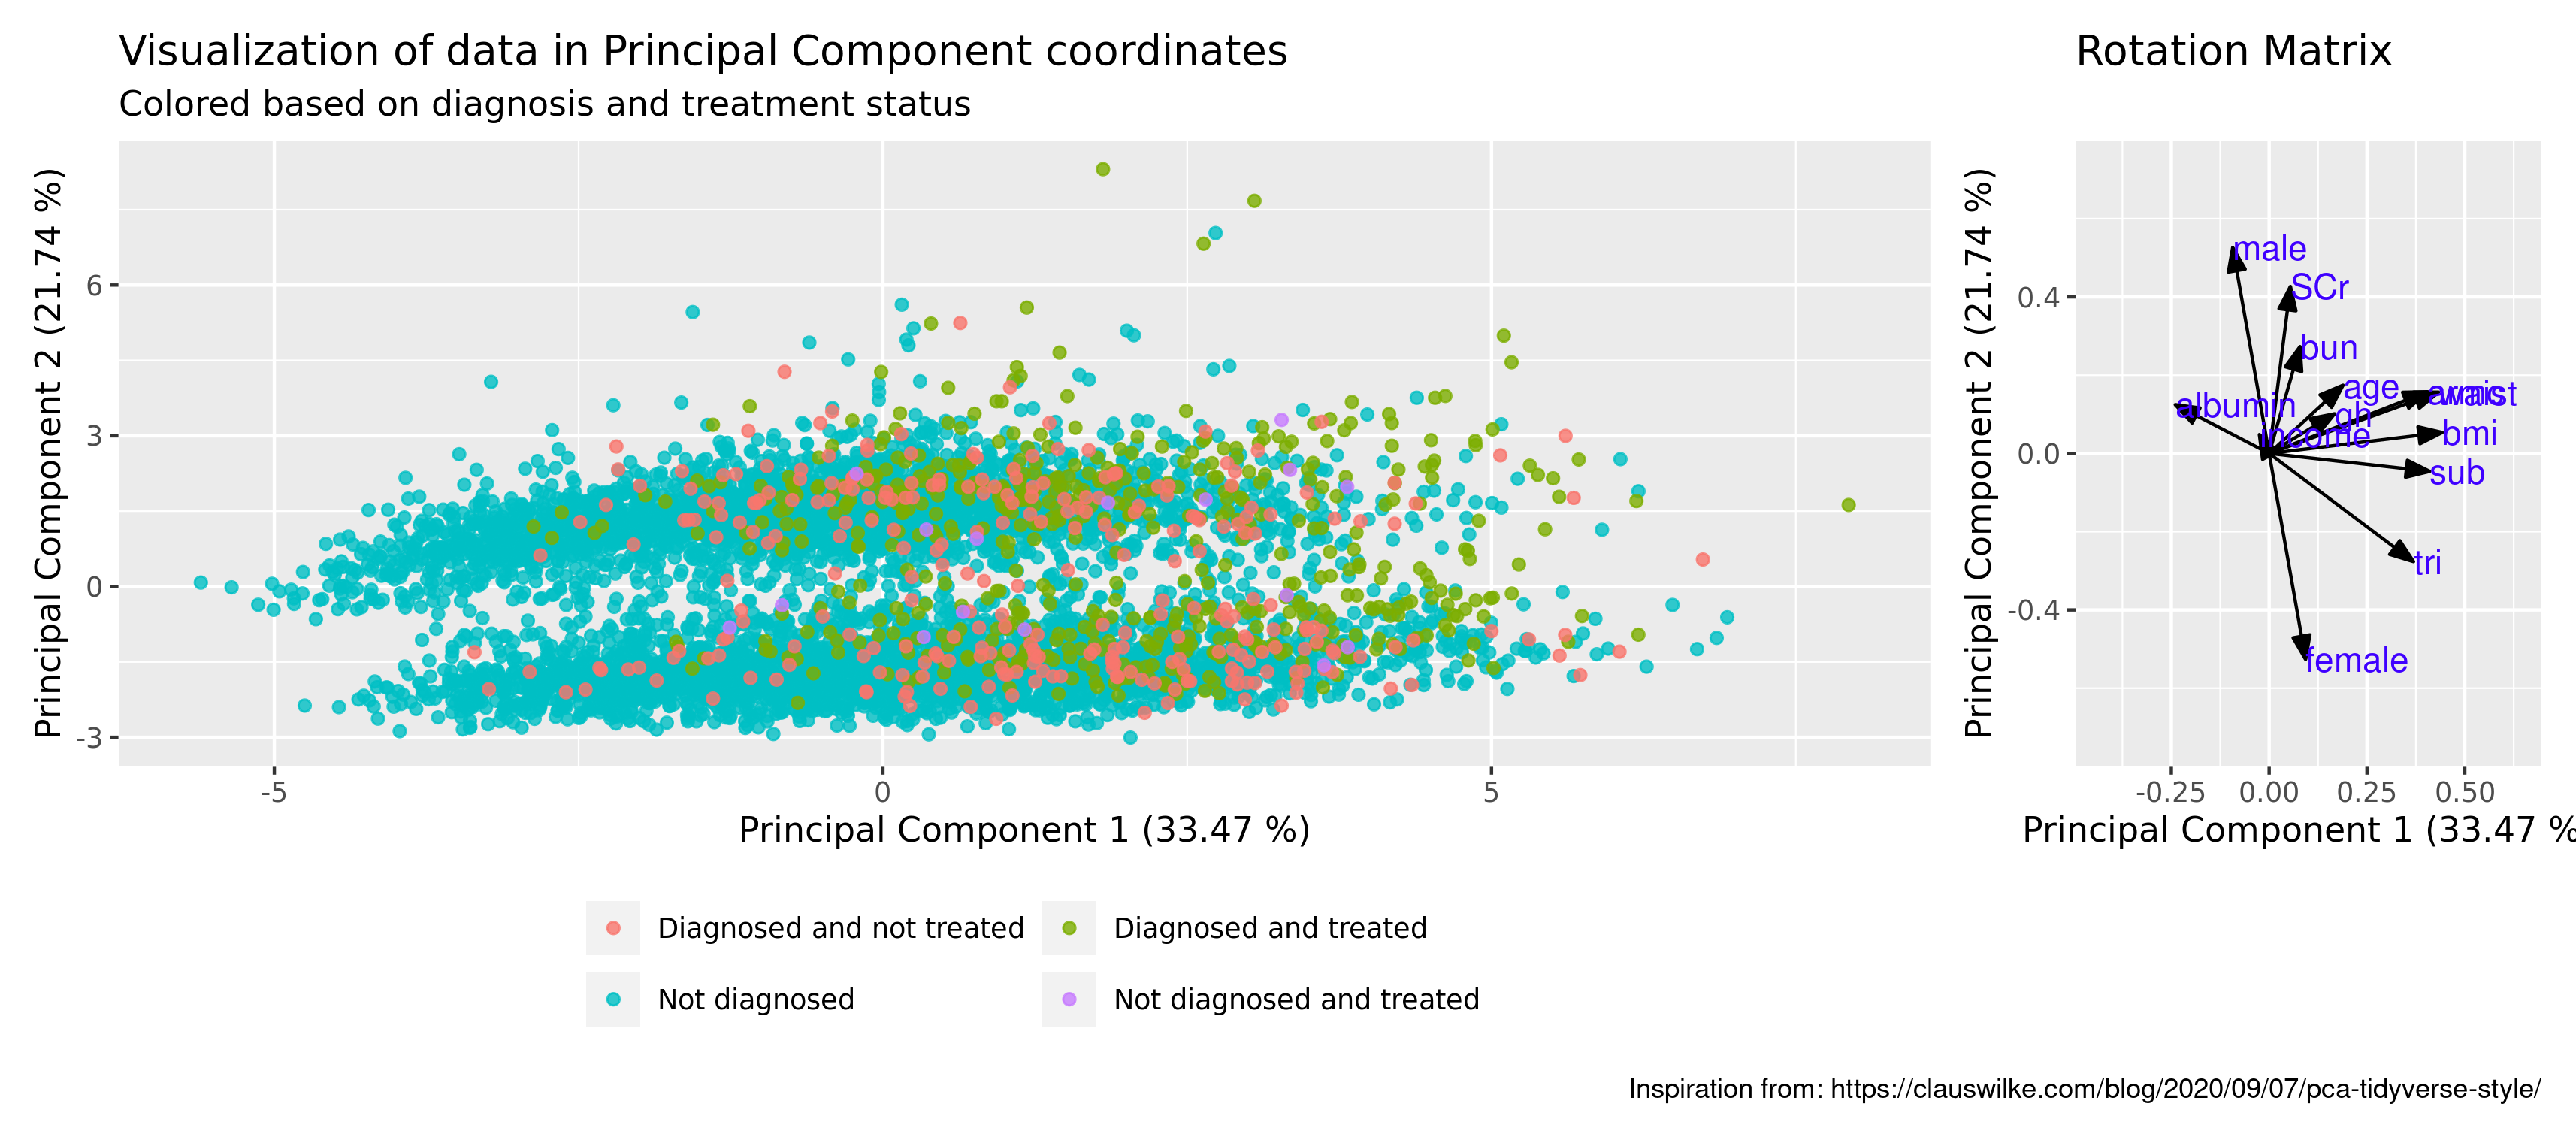 Visualization of data in Principal Component coordinates
Colored based on diagnosis and treatment status
Principal Component 2 (21.74 %)
6
3
0
-3
-5
0
5
Principal Component 1 (33.47 %)
Diagnosed and not treated
Diagnosed and treated
Not diagnosed
Not diagnosed and treated
Rotation Matrix
Principal Component 2 (21.74 %)
0.4
0.0
-0.4
male
SCr
bun
age
waist
albumin
gh
income
bmi
sub
tri
female
-0.25
0.00
0.25
0.50
Principal Component 1 (33.47 %
Inspiration from: https://clauswilke.com/blog/2020/09/07/pca-tidyverse-style/